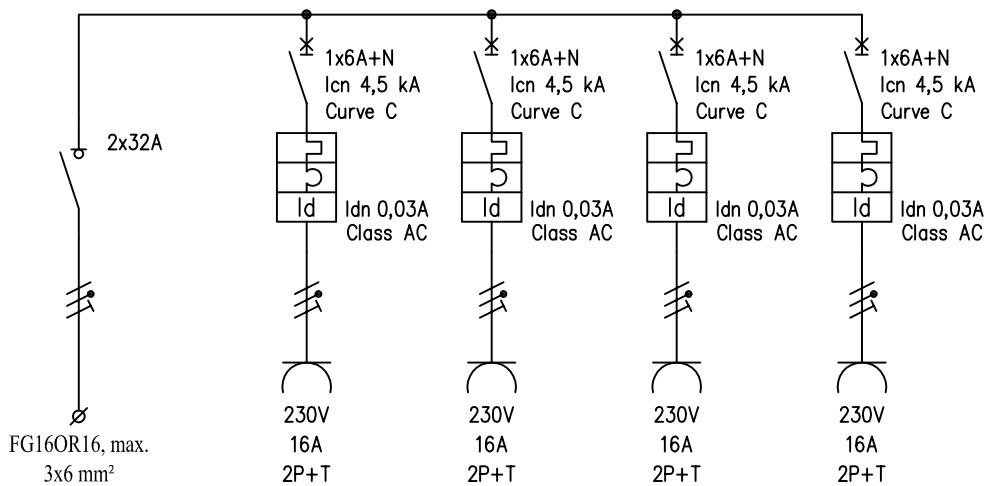 2x32A
FG16OR16, max.
3x6 mm²
1x6A+N
Icn 4,5 kA
Curve C
Id
Idn 0,03A
Class AC
230V
16A
2P+T
1x6A+N
Icn 4,5 kA
Curve C
Id
Idn 0,03A
Class AC
230V
16A
2P+T
1x6A+N
Icn 4,5 kA
Curve C
Id
Idn 0,03A
Class AC
230V
16A
2P+T
1x6A+N
Icn 4,5 kA
Curve C
Id
Idn 0,03A
Class AC
230V
16A
2P+T